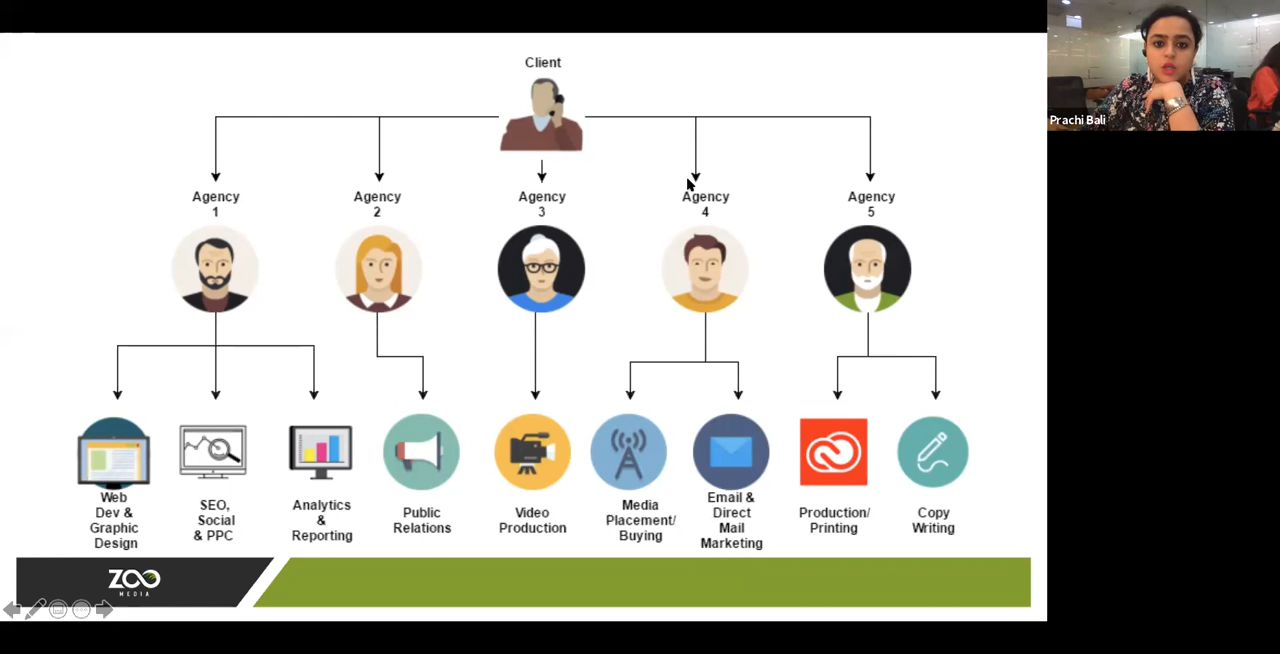 Client
Prachi Bali
Agency
1
Agency
2
Agency
3
Agency
4
Agency
5
Web
Dev &
Graphic
Design
SEO,
Social
& PPC
Analytics
&
Reporting
Public
Relations
Video
Production
Media
Placement/
Buying
Email &
Direct
Mail
Marketing
Production/
Printing
Copy
Writing
ZOO
MEDIA